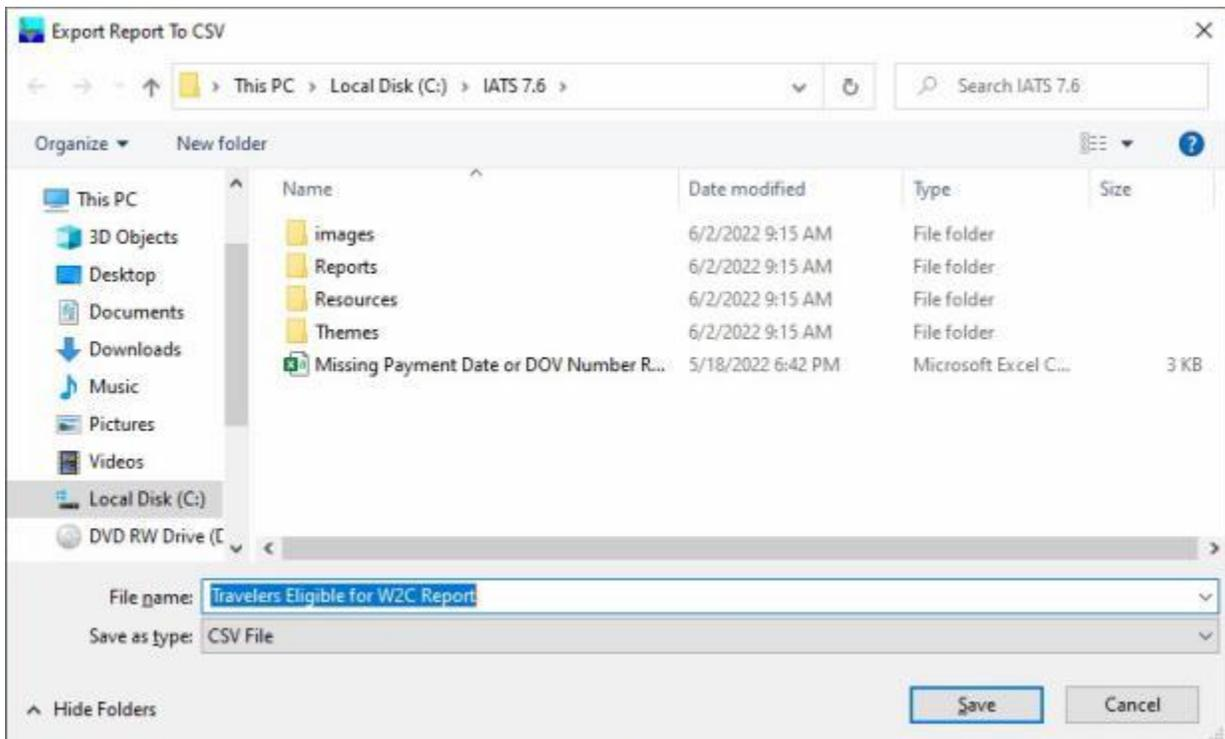 Export Report To CSV
This PC > Local Disk (C:) > IATS 7.6 >
Search IATS 7.6
Organize
New folder
Name Date modified Type Size
This PC
3D Objects
Desktop
Documents
Downloads
Music
Pictures
Videos
Local Disk (C:)
DVD RW Drive (D
images 6/2/2022 9:15 AM File folder
Reports 6/2/2022 9:15 AM File folder
Resources 6/2/2022 9:15 AM File folder
Themes 6/2/2022 9:15 AM File folder
Missing Payment Date or DOV Number R... 5/18/2022 6:42 PM Microsoft Excel C... 3 KB
File name: Travelers Eligible for W2C Report
Save as type: CSV File
Hide Folders
Save
Cancel